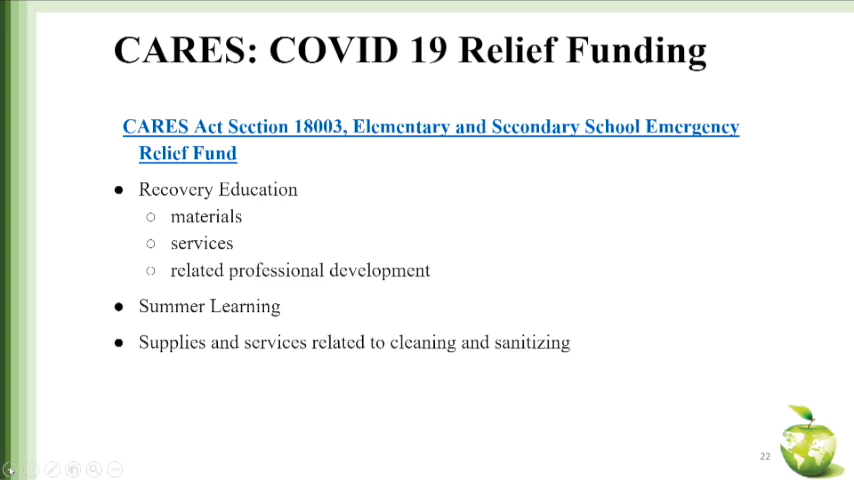 CARES: COVID 19 Relief Funding
CARES Act Section 18003, Elementary and Secondary School Emergency
Relief Fund
● Recovery Education
○ materials
○ services
○ related professional development
● Summer Learning
● Supplies and services related to cleaning and sanitizing
22